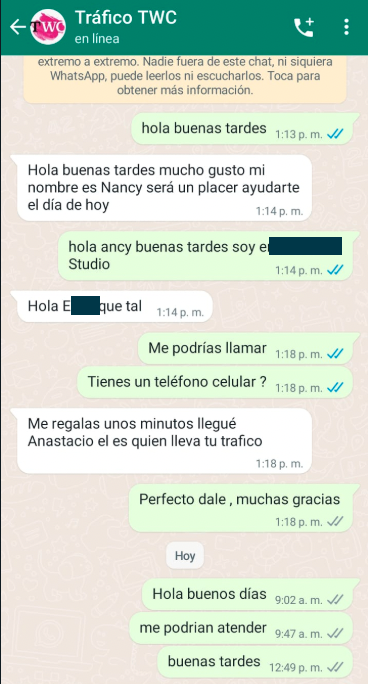 TWC
Tráfico TWC
en línea
extremo a extremo. Nadie fuera de este chat, ni siquiera
WhatsApp, puede leerlos ni escucharlos. Toca para
obtener más información.
hola buenas tardes 1:13 p. m.
Hola buenas tardes mucho gusto mi
nombre es Nancy será un placer ayudarte
el día de hoy
1:14 p. m.
hola ancy buenas tardes soy
Studio
1:14 p. m.
Hola E que tal 1:14 p. m.
Me podrías llamar 1:18 p. m.
Tienes un teléfono celular ? 1:18 p. m.
Me regalas unos minutos llegué
Anastacio el es quien lleva tu trafico
1:18 p. m.
Perfecto dale , muchas gracias
1:18 p. m.
Hoy
Hola buenos días 9:02 a. m.
me podrian atender 9:47 a. m.
buenas tardes 12:49 p. m.